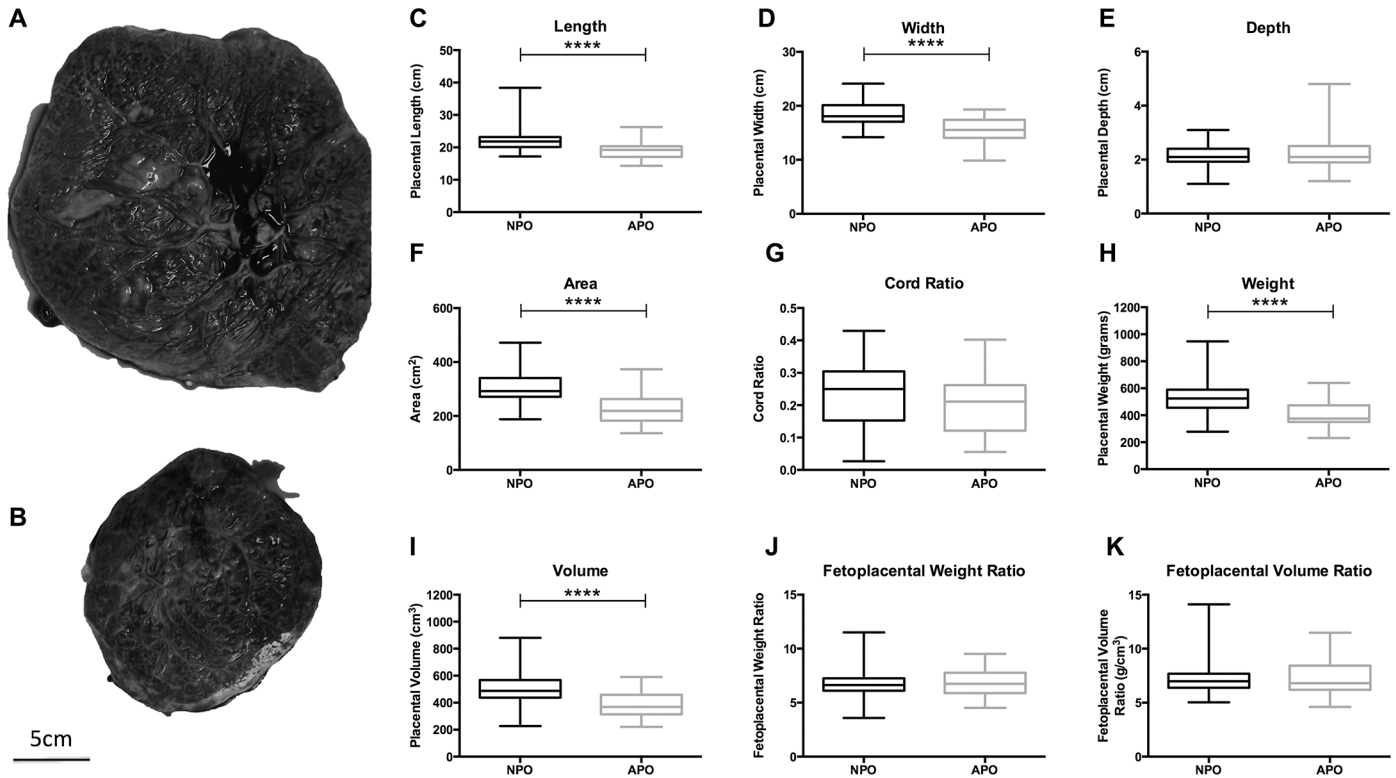 A
B
5cm
C
Length
****
Placental Length (cm)
50
40
30
20
10
0
NPO APO
D
Width
****
Placental Width (cm)
30
20
10
0
NPO APO
E
Depth
Placental Depth (cm)
6
4
2
0
NPO APO
F
Area
****
Area (cm²)
600
400
200
0
NPO APO
G
Cord Ratio
Cord Ratio
0.5
0.4
0.3
0.2
0.1
0.0
NPO APO
H
Weight
****
Placental Weight (grams)
1200
1000
800
600
400
200
0
NPO APO
I
Volume
****
Placental Volume (cm³)
1200
1000
800
600
400
200
0
NPO APO
J
Fetoplacental Weight Ratio
Fetoplacental Weight Ratio
15
10
5
0
NPO APO
K
Fetoplacental Volume Ratio
Fetoplacental Volume
Ratio (g/cm³)
15
10
5
0
NPO APO